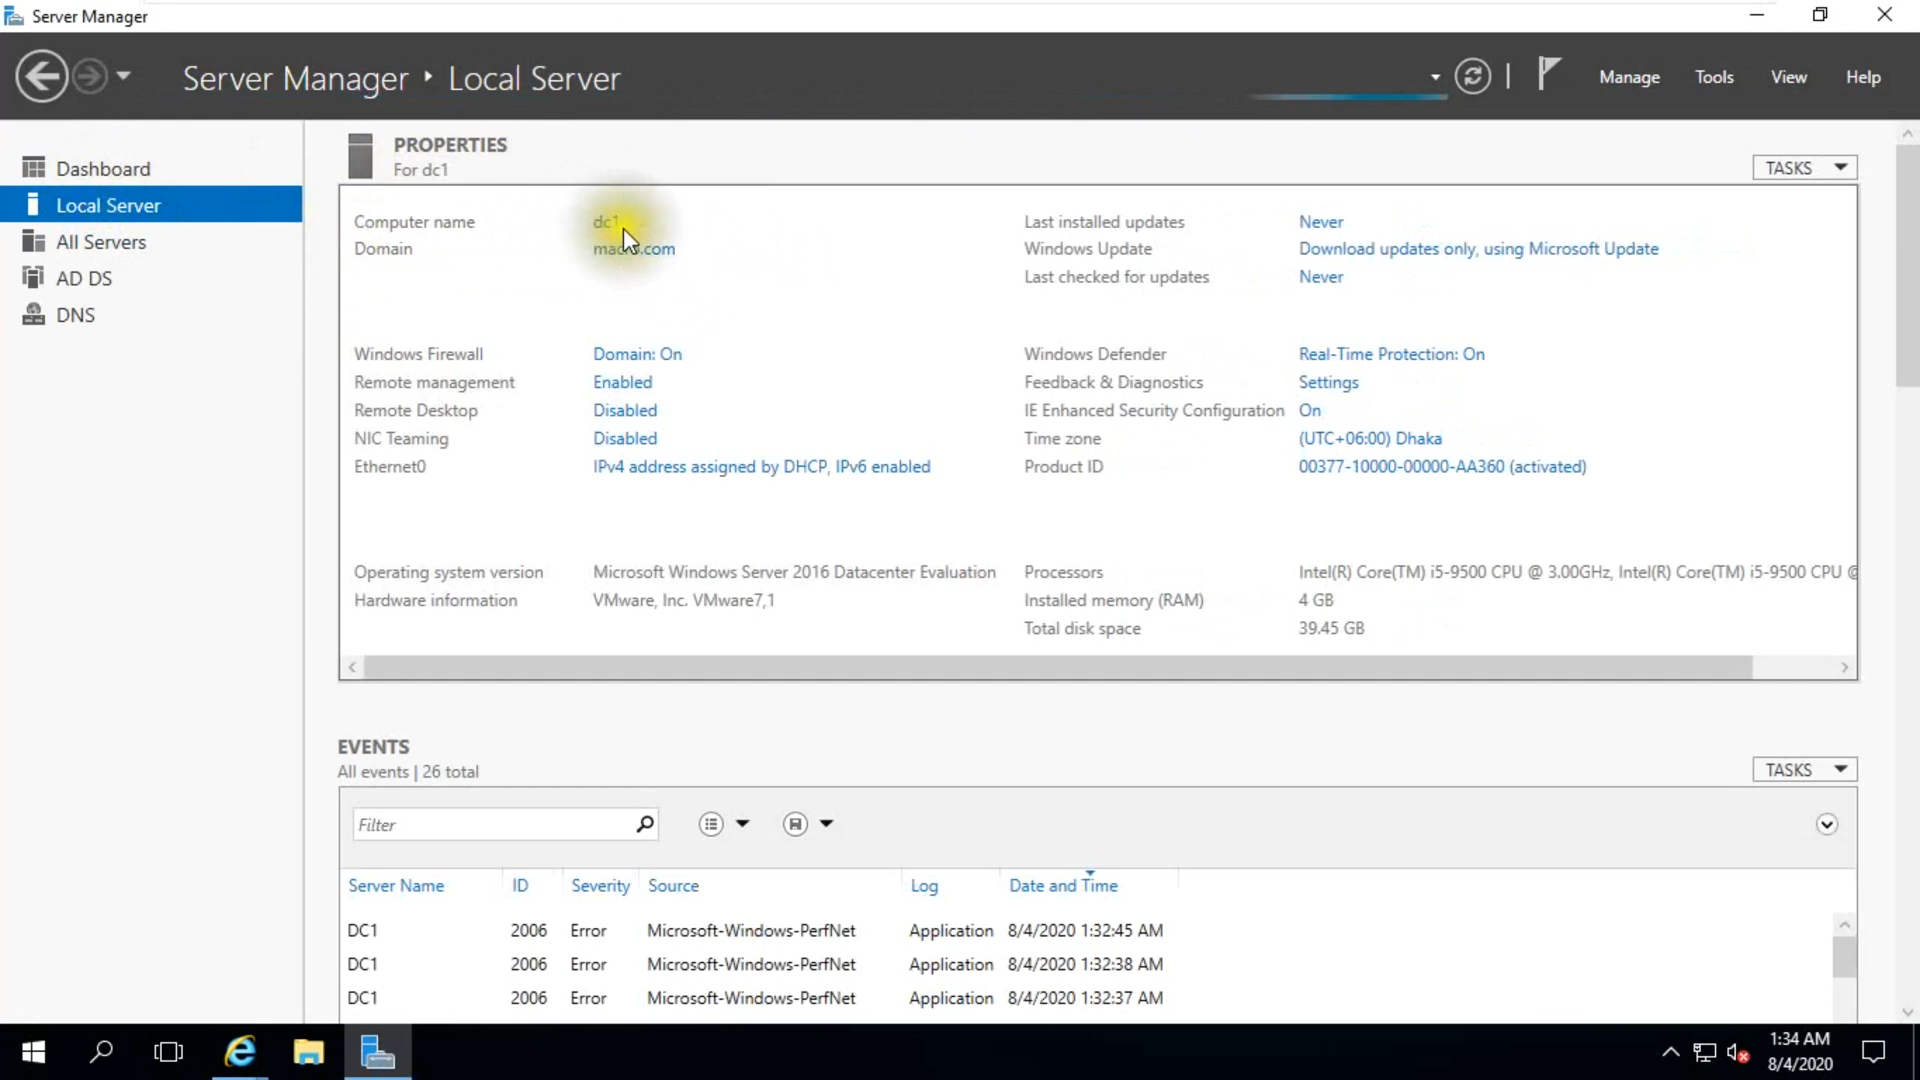 Server Manager
Server Manager ‣ Local Server
Manage Tools View Help
Dashboard
Local Server
All Servers
AD DS
DNS
PROPERTIES
For dc1
TASKS
Computer name dc1
Domain
Last installed updates Never
Windows Update Download updates only, using Microsoft Update
Last checked for updates Never
Windows Firewall Domain: On
Remote management Enabled
Remote Desktop Disabled
NIC Teaming Disabled
Ethernet0 IPv4 address assigned by DHCP, IPv6 enabled
Windows Defender Real-Time Protection: On
Feedback & Diagnostics Settings
IE Enhanced Security Configuration On
Time zone (UTC+06:00) Dhaka
Product ID 00377-10000-00000-AA360 (activated)
Operating system version Microsoft Windows Server 2016 Datacenter Evaluation
Hardware information VMware, Inc. VMware7,1
Processors Intel(R) Core(TM) i5-9500 CPU @ 3.00GHz, Intel(R) Core(TM) i5-9500 CPU @
Installed memory (RAM) 4 GB
Total disk space 39.45 GB
EVENTS
All events | 26 total
TASKS
Filter
Server Name ID Severity Source Log Date and Time
DC1 2006 Error Microsoft-Windows-PerfNet Application 8/4/2020 1:32:45 AM
DC1 2006 Error Microsoft-Windows-PerfNet Application 8/4/2020 1:32:38 AM
DC1 2006 Error Microsoft-Windows-PerfNet Application 8/4/2020 1:32:37 AM
1:34 AM
8/4/2020